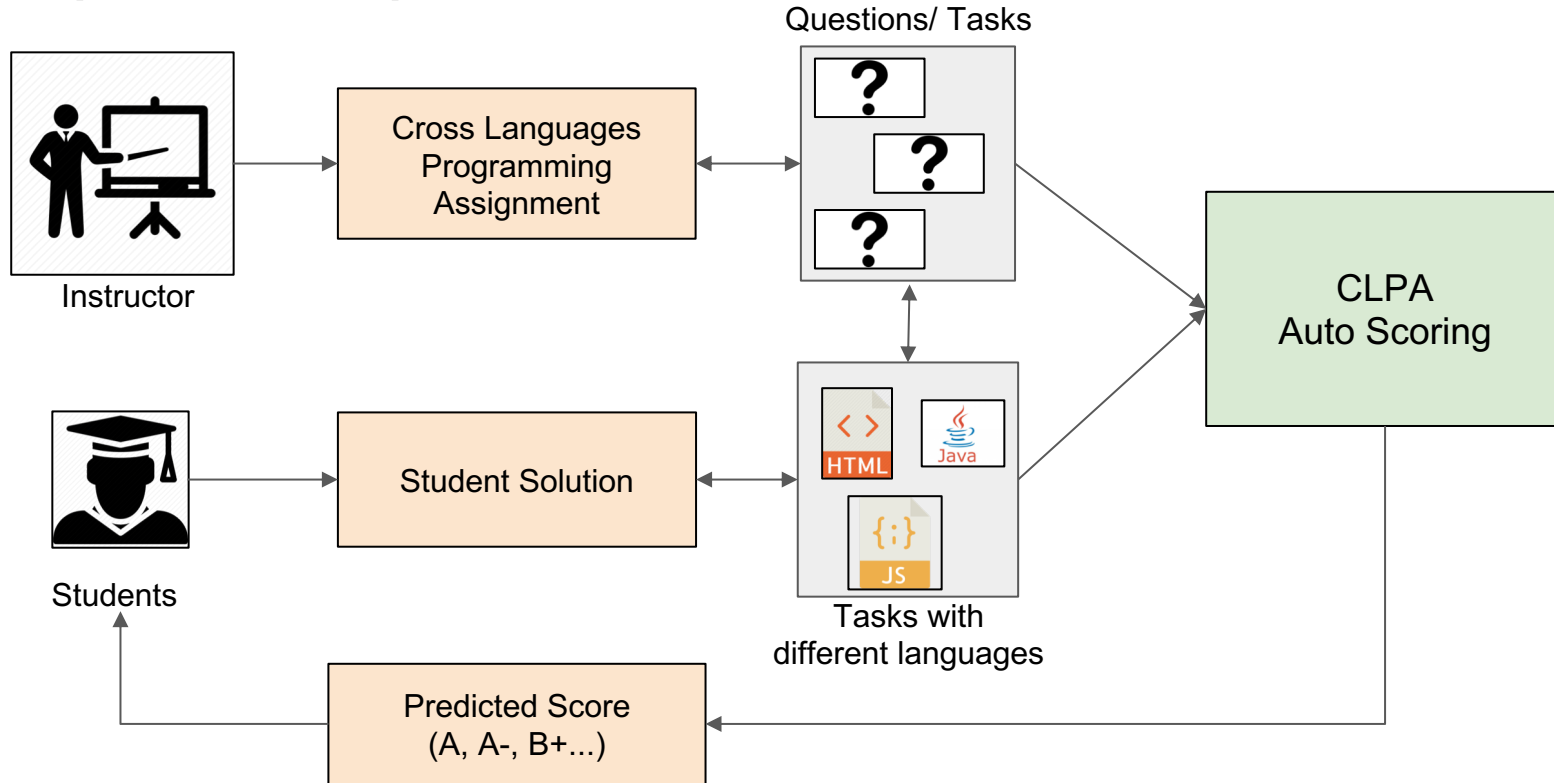 Questions/ Tasks
?
?
?
Cross Languages
Programming
Assignment
Instructor
CLPA
Auto Scoring
< >
HTML
Java
{;}
JS
Student Solution
Students
Tasks with
different languages
Predicted Score
(A, A-, B+...)